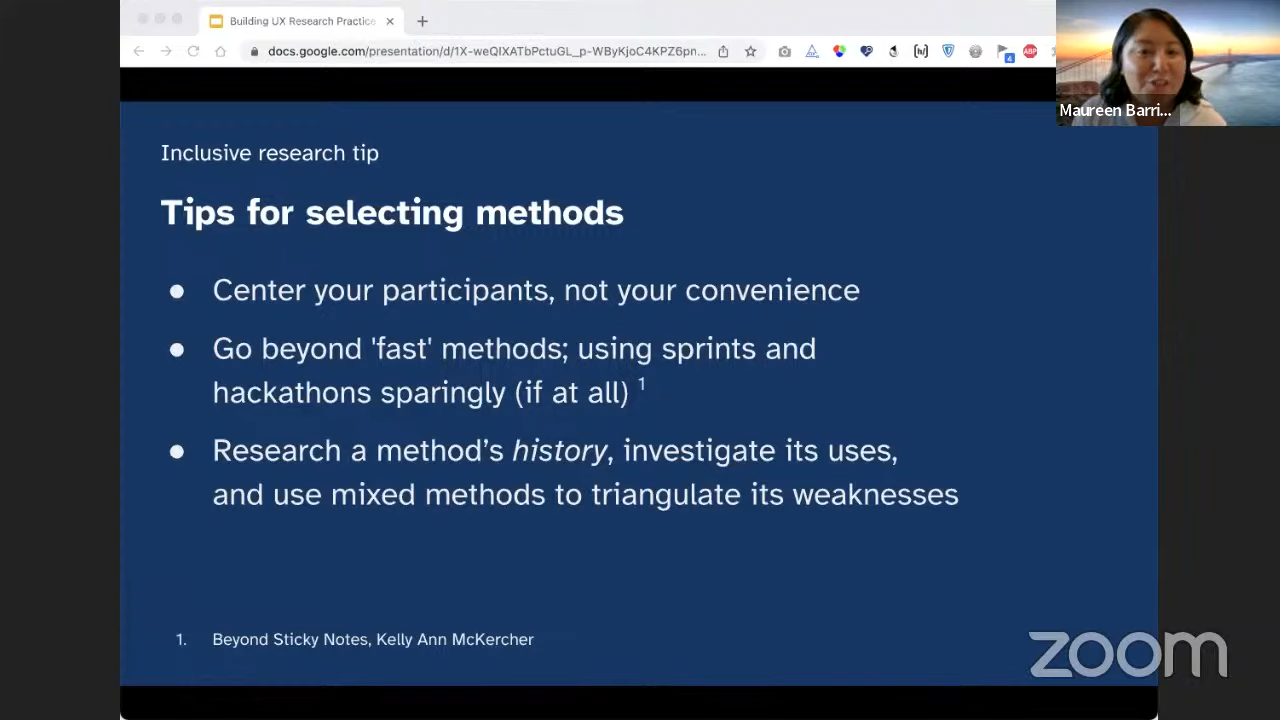 Building UX Research Practice
docs.google.com/presentation/d/1X-weQIXATbPctuGL_p-WByKjoC4KPZ6pn...
4
ABP
Maureen Barri...
Inclusive research tip
Tips for selecting methods
● Center your participants, not your convenience
● Go beyond 'fast' methods; using sprints and
hackathons sparingly (if at all) 1
● Research a method’s history, investigate its uses,
and use mixed methods to triangulate its weaknesses
1. Beyond Sticky Notes, Kelly Ann McKercher
zoom